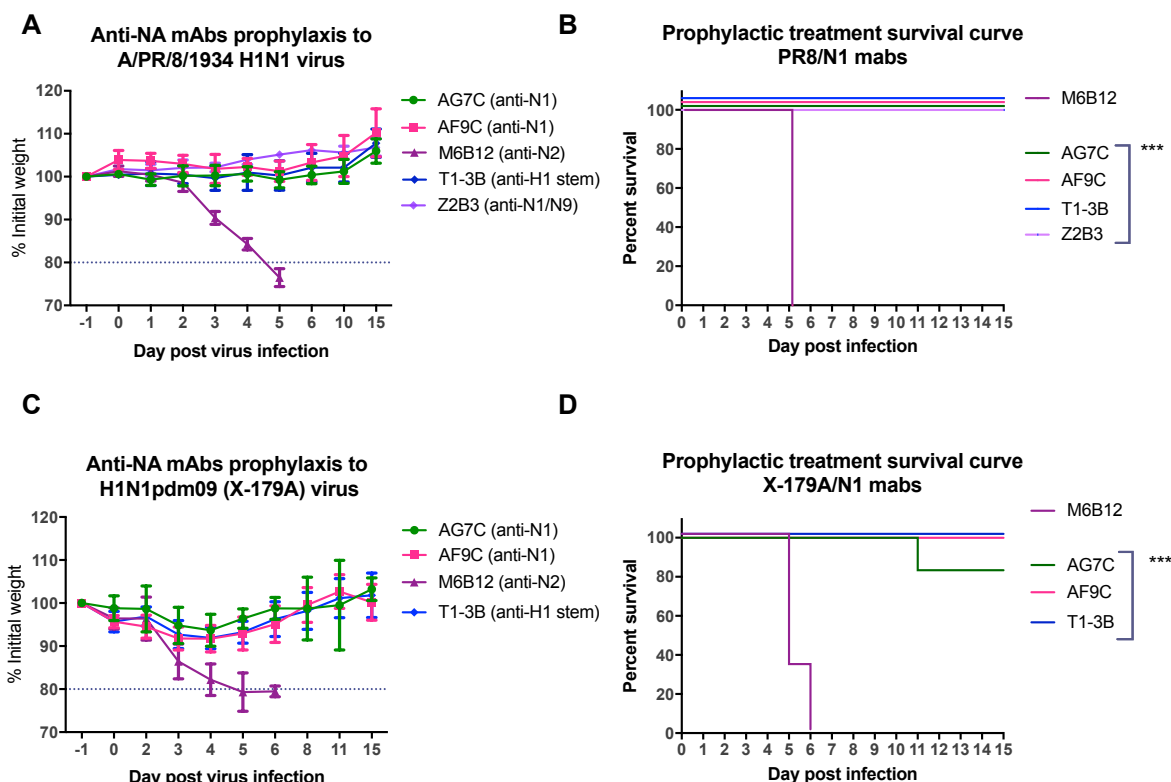 A
Anti-NA mAbs prophylaxis to
A/PR/8/1934 H1N1 virus
% Initital weight
120
110
100
90
80
70
-1 0 1 2 3 4 5 6 10 15
Day post virus infection
AG7C (anti-N1)
AF9C (anti-N1)
M6B12 (anti-N2)
T1-3B (anti-H1 stem)
Z2B3 (anti-N1/N9)
B
Prophylactic treatment survival curve
PR8/N1 mabs
Percent survival
100
80
60
40
20
0
0 1 2 3 4 5 6 7 8 9 10 11 12 13 14 15
Day post infection
M6B12
AG7C
AF9C
T1-3B
Z2B3
***
C
Anti-NA mAbs prophylaxis to
H1N1pdm09 (X-179A) virus
% Initital weight
120
110
100
90
80
70
-1 0 2 3 4 5 6 8 11 15
Day post virus infection
AG7C (anti-N1)
AF9C (anti-N1)
M6B12 (anti-N2)
T1-3B (anti-H1 stem)
D
Prophylactic treatment survival curve
X-179A/N1 mabs
Percent survival
100
80
60
40
20
0
0 1 2 3 4 5 6 7 8 9 10 11 12 13 14 15
Day post infection
M6B12
AG7C
AF9C
T1-3B
***